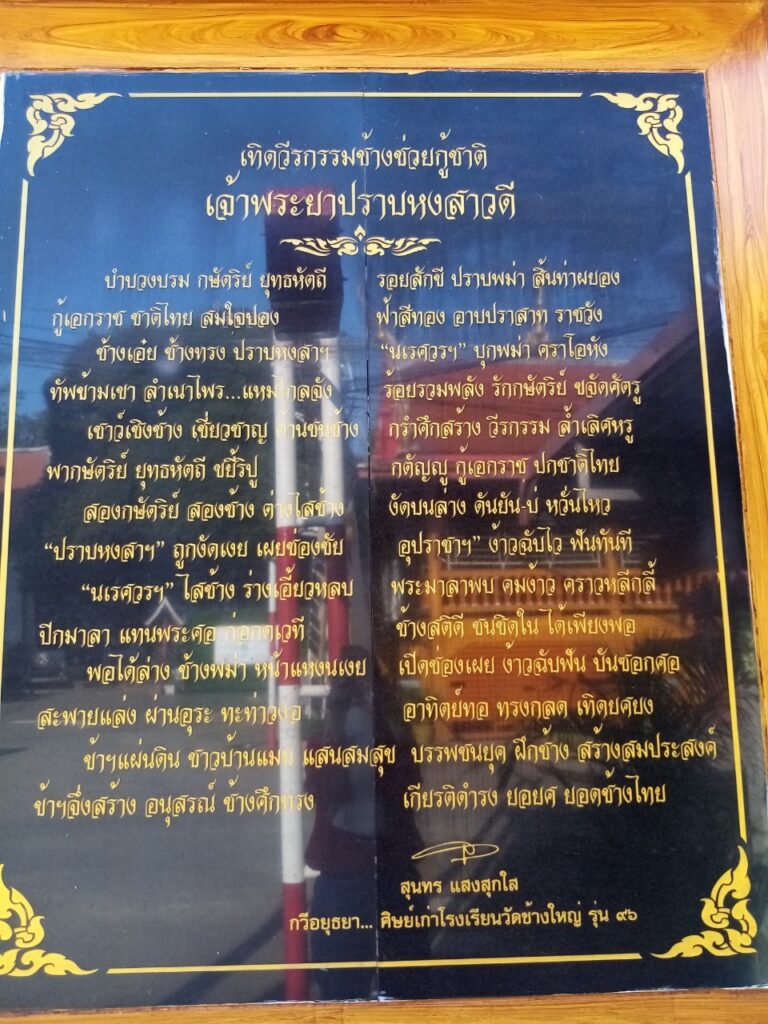 เทิดวีรกรรมช้างช่วยกู้ชาติ
เจ้าพระยาปราบหงสาวดี
บำบวงบรม กษัตริย์ ยุทธหัตถี รอยสักขี ปราบพม่า สิ้นท่าผยอง
กู้เอกราช ชาติไทย สมใจปอง ฟ้าสีทอง อาบปราสาท ราชวัง
ช้างเอ๋ย ช้างทรง ปราบหงสาฯ “นเรศวรฯ” บุกพม่า คราโอหัง
ทัพข้ามเขา ลำเนาไพร...แหมไกลจัง ร้อยรวมพลัง รักกษัตริย์ ขจัดศัตรู
เชาว์เชิงช้าง เชี่ยวชาญ ด้านชนช้าง กรำศึกสร้าง วีรกรรม ล้ำเลิศหรู
พากษัตริย์ ยุทธหัตถี ขยี้ริปู กตัญญู กู้เอกราช ปกชาติไทย
สองกษัตริย์ สองช้าง ต่างไสช้าง งัดบนล่าง ดันยัน-บ่ หวั่นไหว
“ปราบหงสาฯ” ถูกงัดเงย เผยช่องชัย อุปราชาฯ” ง้าวฉับไว ฟันทันที
“นเรศวรฯ” ไสช้าง ร่างเอี้ยวหลบ พระมาลาพบ คมง้าว คราวหลีกลี้
ปีกมาลา แทนพระศอ ก่อกตเวที ช้างสติดี ชนชิดใน ได้เพียงพอ
พอได้ล่าง ช้างพม่า หน้าแหงนเงย เปิดช่องเผย ง้าวฉับฟัน บั่นซอกศอ
สะพายแล่ง ผ่านอุระ ทะท่าวงอ อาทิตย์ทอ ทรงกลด เทิดยศยง
ข้าฯแผ่นดิน ชาวบ้านแมน แสนสมสุข บรรพชนยุค ฝึกช้าง สร้างสมประสงค์
ข้าฯจึงสร้าง อนุสรณ์ ช้างศึกทรง เกียรติดำรง ยอยศ ยอดช้างไทย
สุนทร แสงสุกใส
กวีอยุธยา... ศิษย์เก่าโรงเรียนวัดช้างใหญ่ รุ่น ๙๖